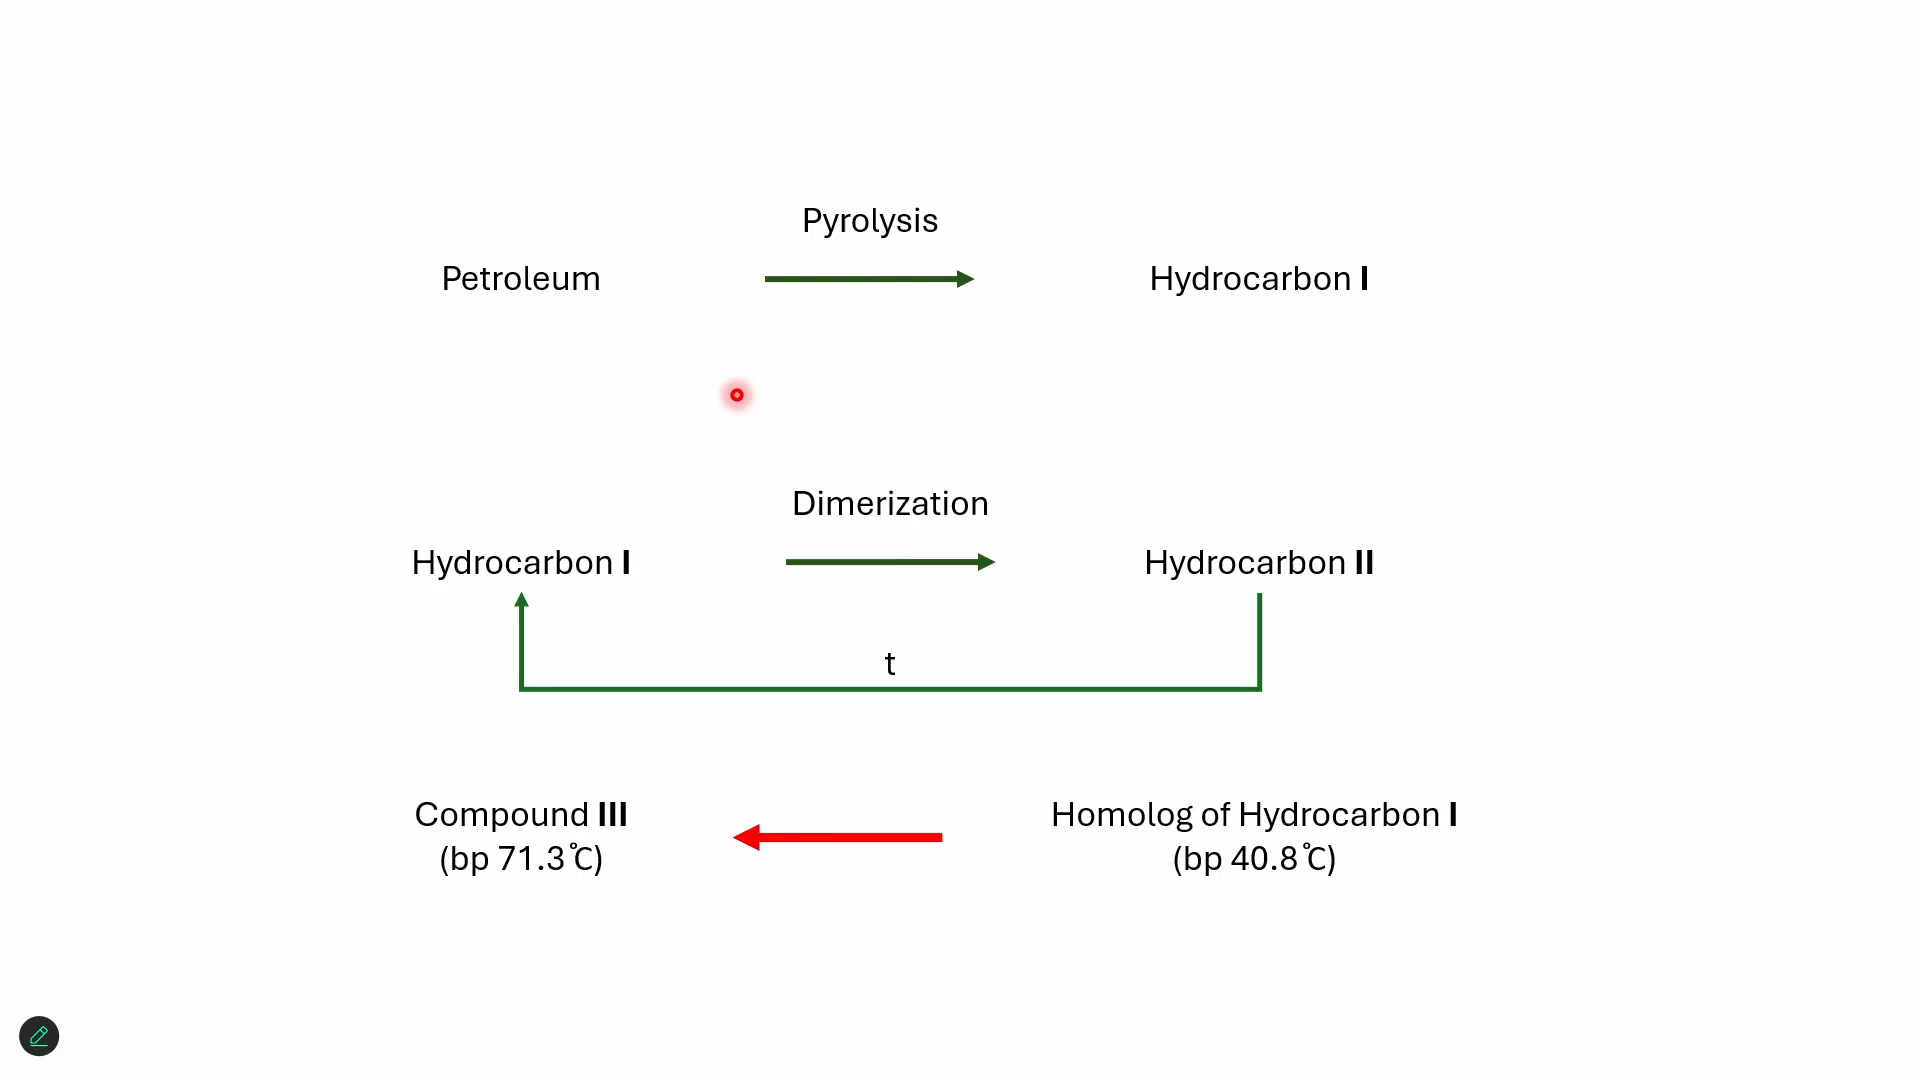 Pyrolysis
Petroleum
Hydrocarbon I
Dimerization
Hydrocarbon I
Hydrocarbon II
t
Compound III
(bp 71.3℃)
Homolog of Hydrocarbon I
(bp 40.8℃)